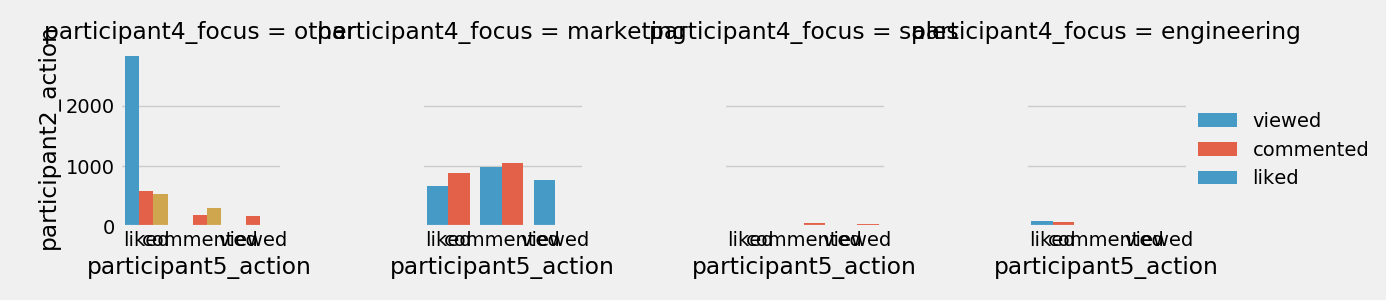 participant4_focus = other
participant4_focus = marketing
participant4_focus = sales
participant4_focus = engineering
participant2_action
2000
1000
0
viewed
commented
liked
liked commented viewed
liked commented viewed
liked commented viewed
liked commented viewed
participant5_action
participant5_action
participant5_action
participant5_action